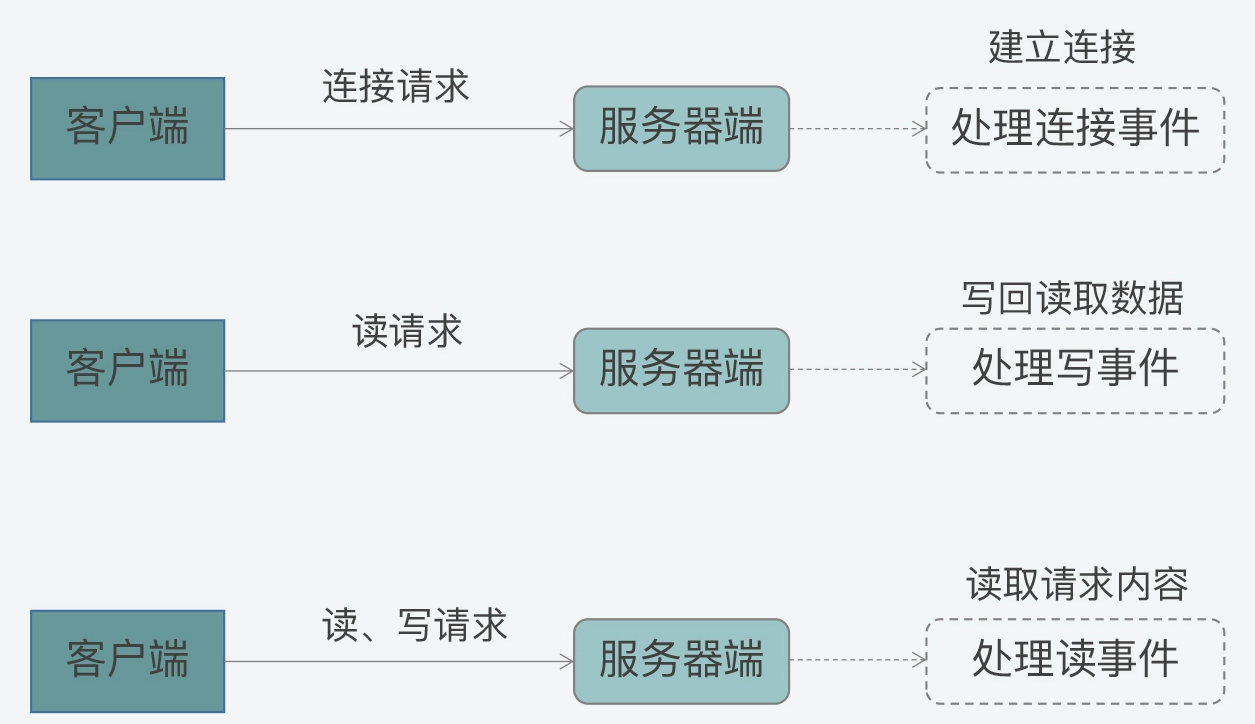 建立连接
连接请求
客户端
服务器端
处理连接事件
写回读取数据
读请求
客户端
服务器端
处理写事件
读取请求内容
读、写请求
客户端
服务器端
处理读事件